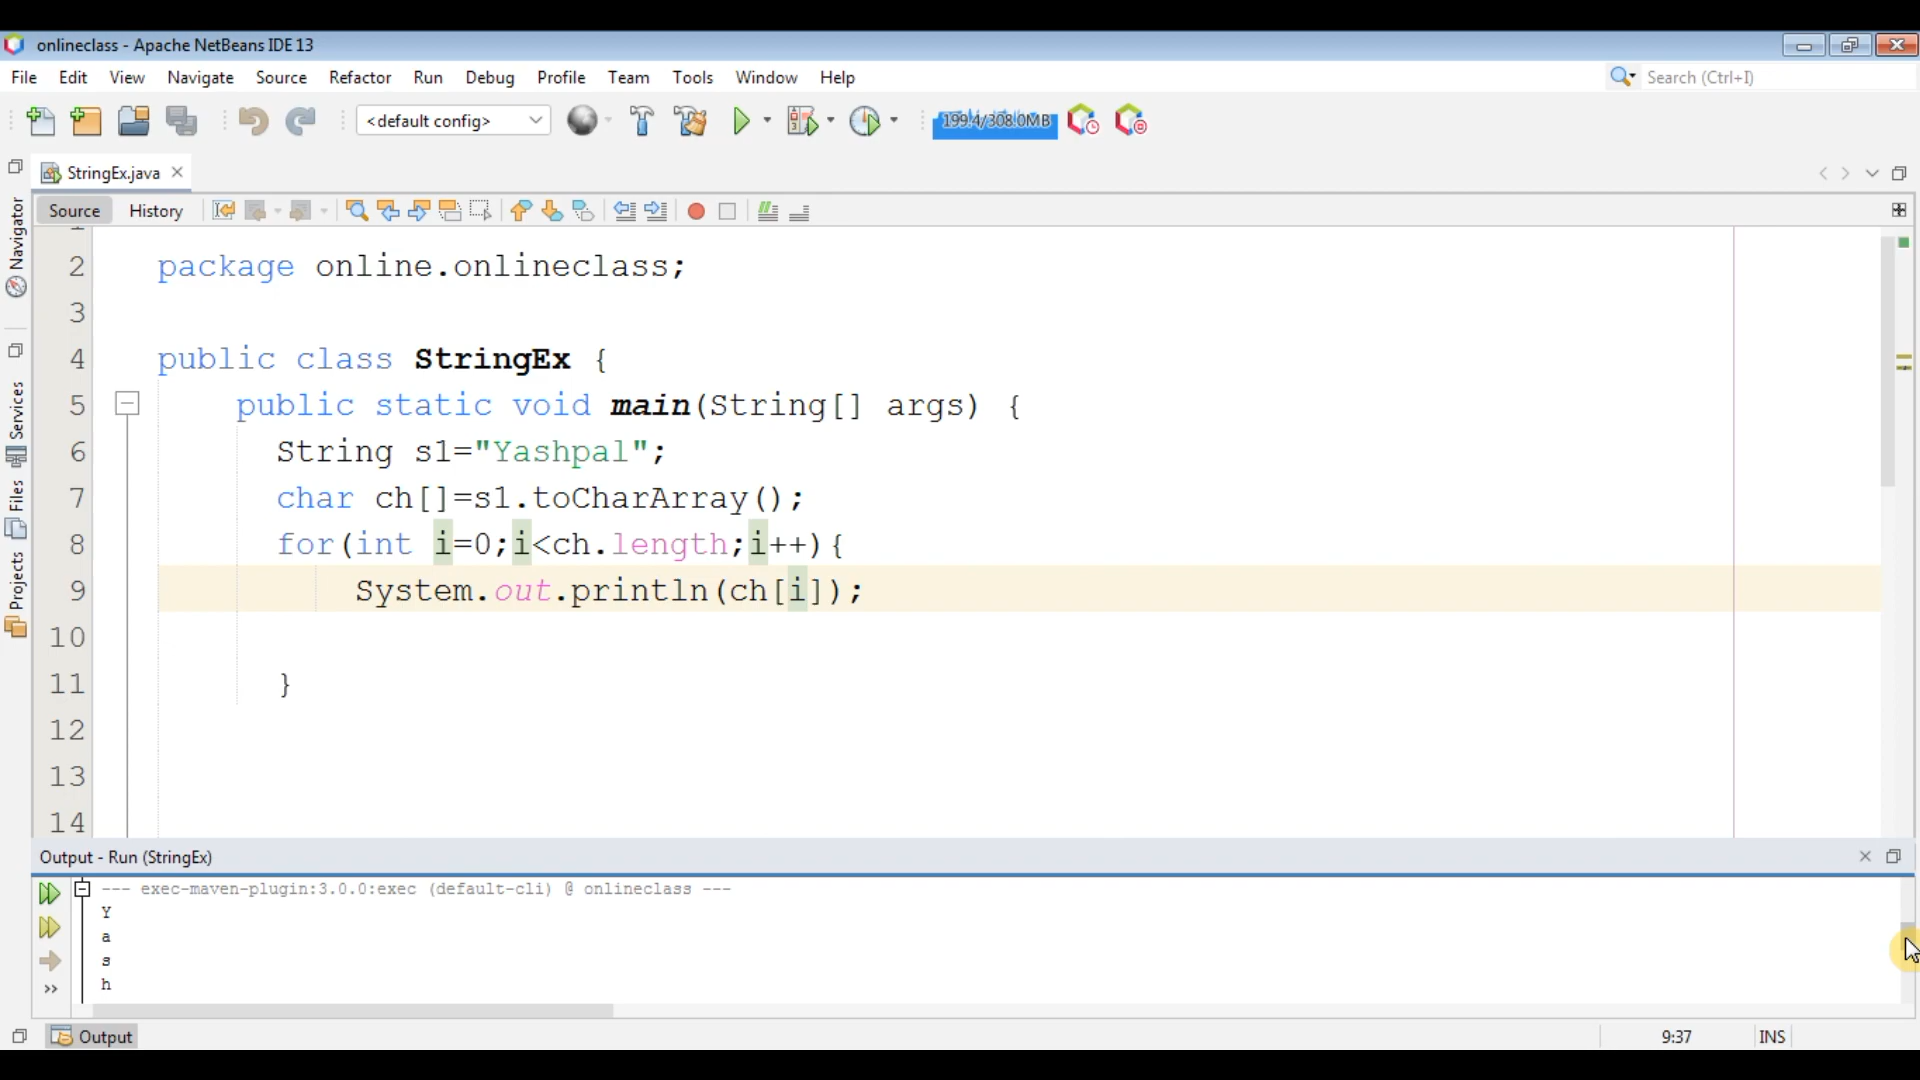 onlineclass - Apache NetBeans IDE 13
File Edit View Navigate Source Refactor Run Debug Profile Team Tools Window Help Search (Ctrl+I)
<default config> 199.4/308.0MB
StringEx.java
Source History
Navigator
Services
Files
Projects
2 package online.onlineclass;
3
4 public class StringEx {
5 public static void main(String[] args) {
6 String s1="Yashpal";
7 char ch[]=s1.toCharArray();
8 for(int i=0;i<ch.length;i++){
9 System.out.println(ch[i]);
10
11 }
12
13
14
Output - Run (StringEx)
--- exec-maven-plugin:3.0.0:exec (default-cli) @ onlineclass ---
Y
a
s
h
Output 9:37 INS